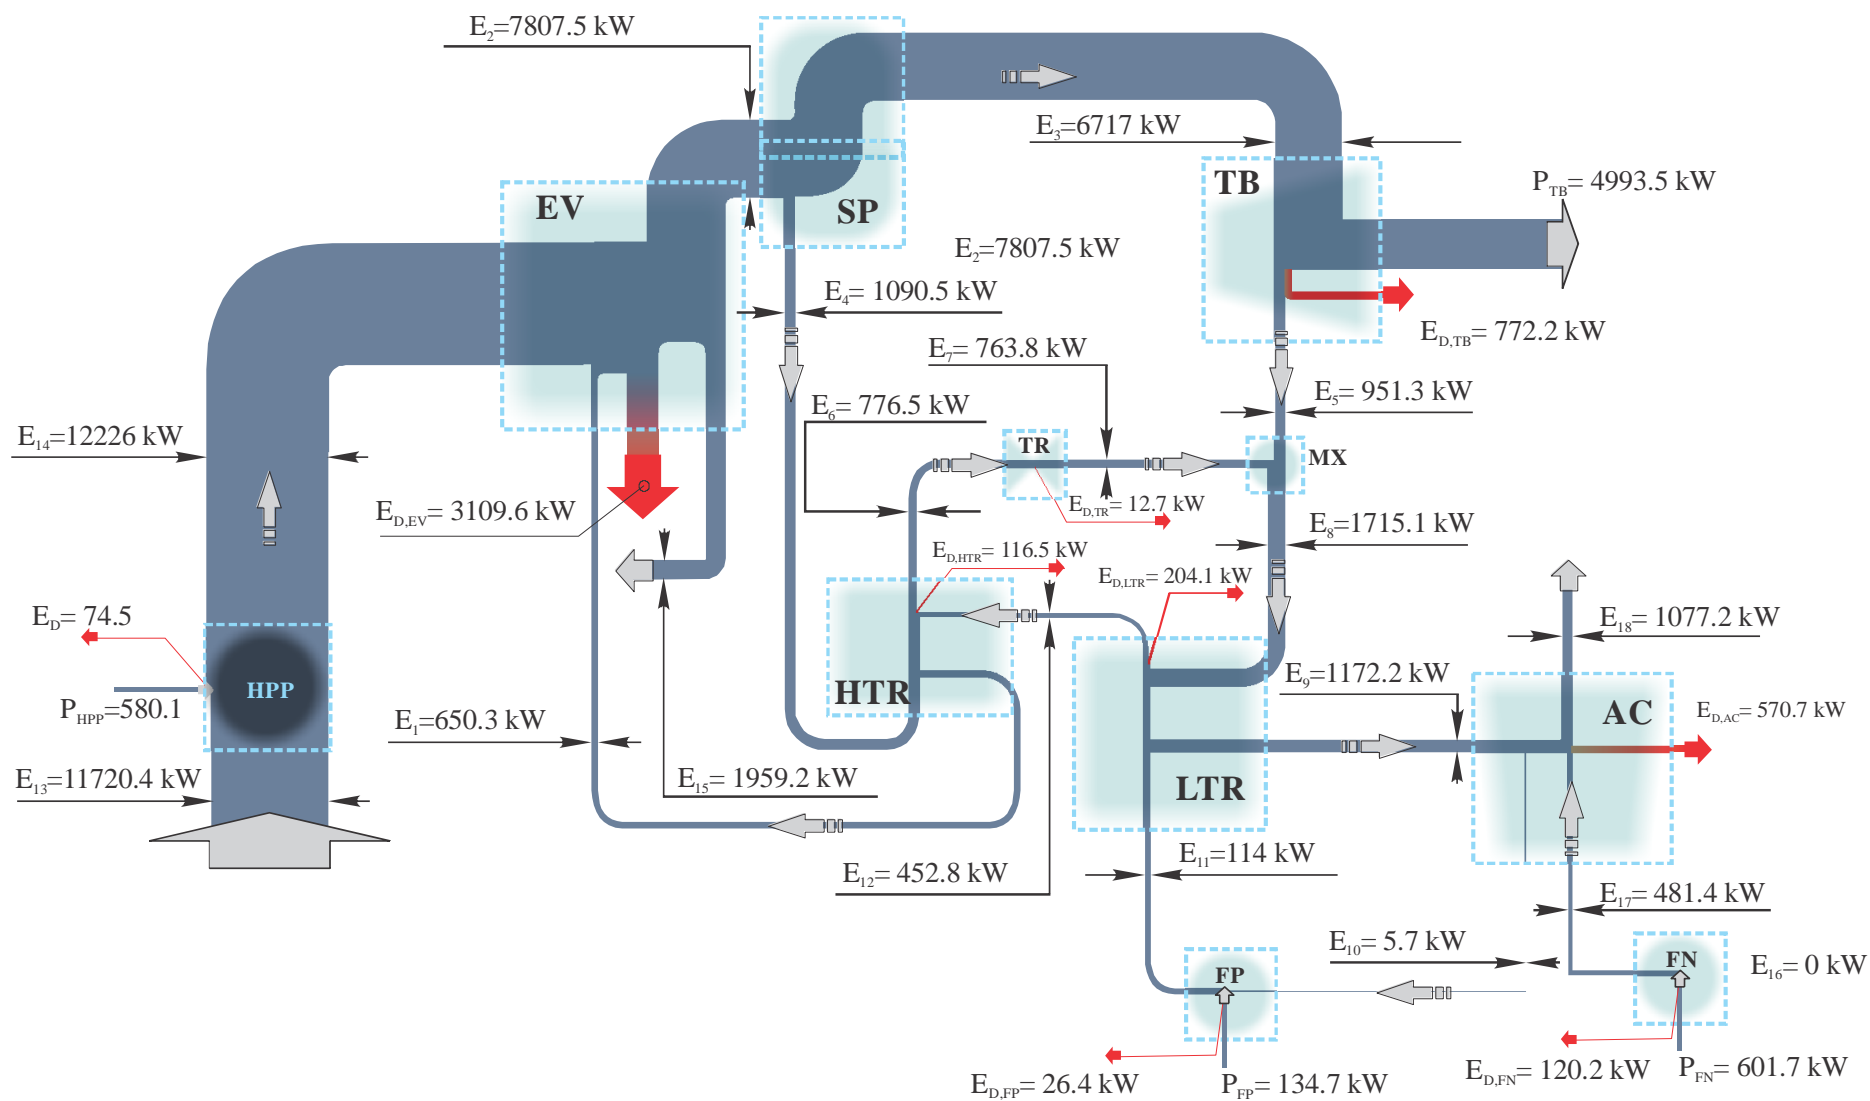 E2=7807.5 kW
E3=6717 kW
EV
SP
TB
PTB= 4993.5 kW
E2=7807.5 kW
E4= 1090.5 kW
ED,TB= 772.2 kW
E7= 763.8 kW
E6= 776.5 kW
E5= 951.3 kW
E14=12226 kW
TR
MX
ED,EV= 3109.6 kW
ED,TR= 12.7 kW
E8=1715.1 kW
ED,HTR= 116.5 kW
ED,LTR= 204.1 kW
ED= 74.5
E18= 1077.2 kW
HPP
HTR
E9=1172.2 kW
PHPP=580.1
E1=650.3 kW
AC
ED,AC= 570.7 kW
E13=11720.4 kW
E15= 1959.2 kW
LTR
E12= 452.8 kW
E11=114 kW
E17= 481.4 kW
E10= 5.7 kW
FP
FN
E16= 0 kW
ED,FP= 26.4 kW
PFP= 134.7 kW
ED,FN= 120.2 kW
PFN= 601.7 kW